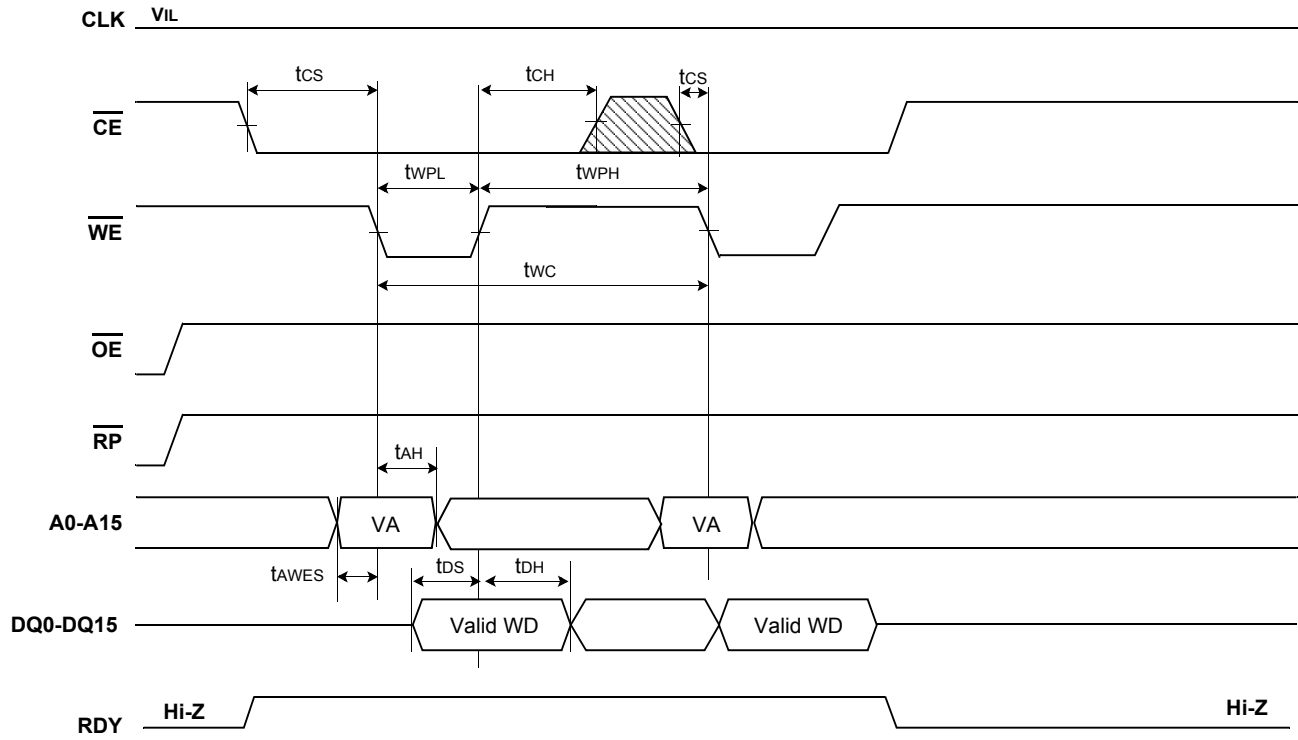 CLK VIL
tCS tCH tCS
CE
tWPL tWPH
WE
tWC
OE
RP
tAH
A0-A15 VA VA
tAWES tDS tDH
DQ0-DQ15 Valid WD Valid WD
RDY Hi-Z Hi-Z